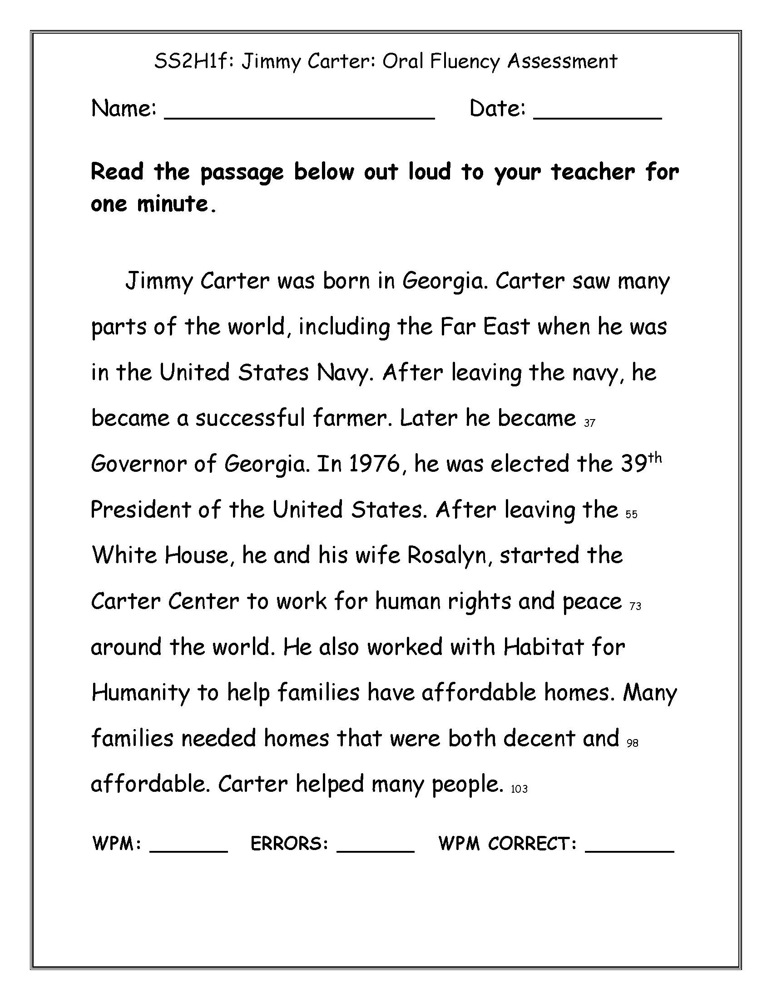 SS2H1f: Jimmy Carter: Oral Fluency Assessment
Name: ______________________ Date: __________
Read the passage below out loud to your teacher for
one minute.
Jimmy Carter was born in Georgia. Carter saw many
parts of the world, including the Far East when he was
in the United States Navy. After leaving the navy, he
became a successful farmer. Later he became 37
Governor of Georgia. In 1976, he was elected the 39th
President of the United States. After leaving the 55
White House, he and his wife Rosalyn, started the
Carter Center to work for human rights and peace 73
around the world. He also worked with Habitat for
Humanity to help families have affordable homes. Many
families needed homes that were both decent and 98
affordable. Carter helped many people. 103
WPM: _______ ERRORS: _______ WPM CORRECT: ________